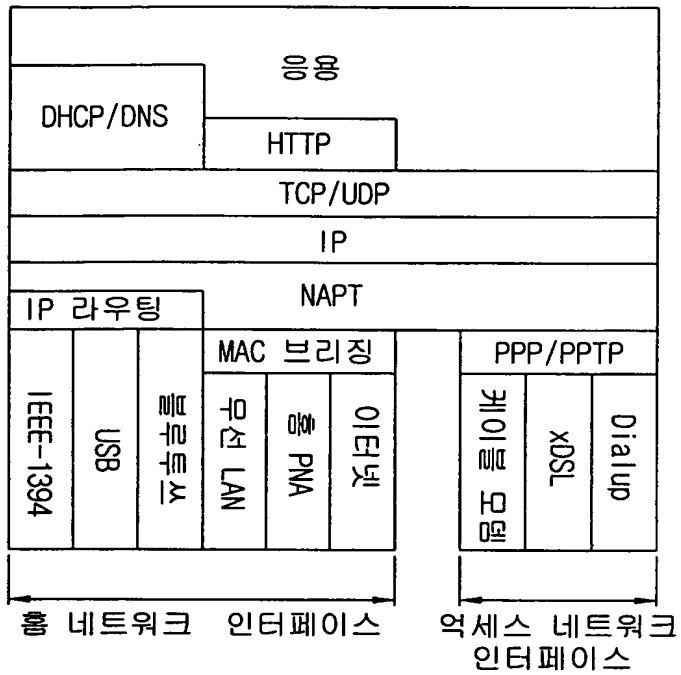 응용
DHCP/DNS
HTTP
TCP/UDP
IP
NAPT
IP 라우팅
MAC 브리징
PPP/PPTP
IEEE-1394
USB
블루투쓰
무선 LAN
홈 PNA
이터넷
케이블 모뎀
xDSL
Dialup
홈 네트워크 인터페이스
억세스 네트워크
인터페이스